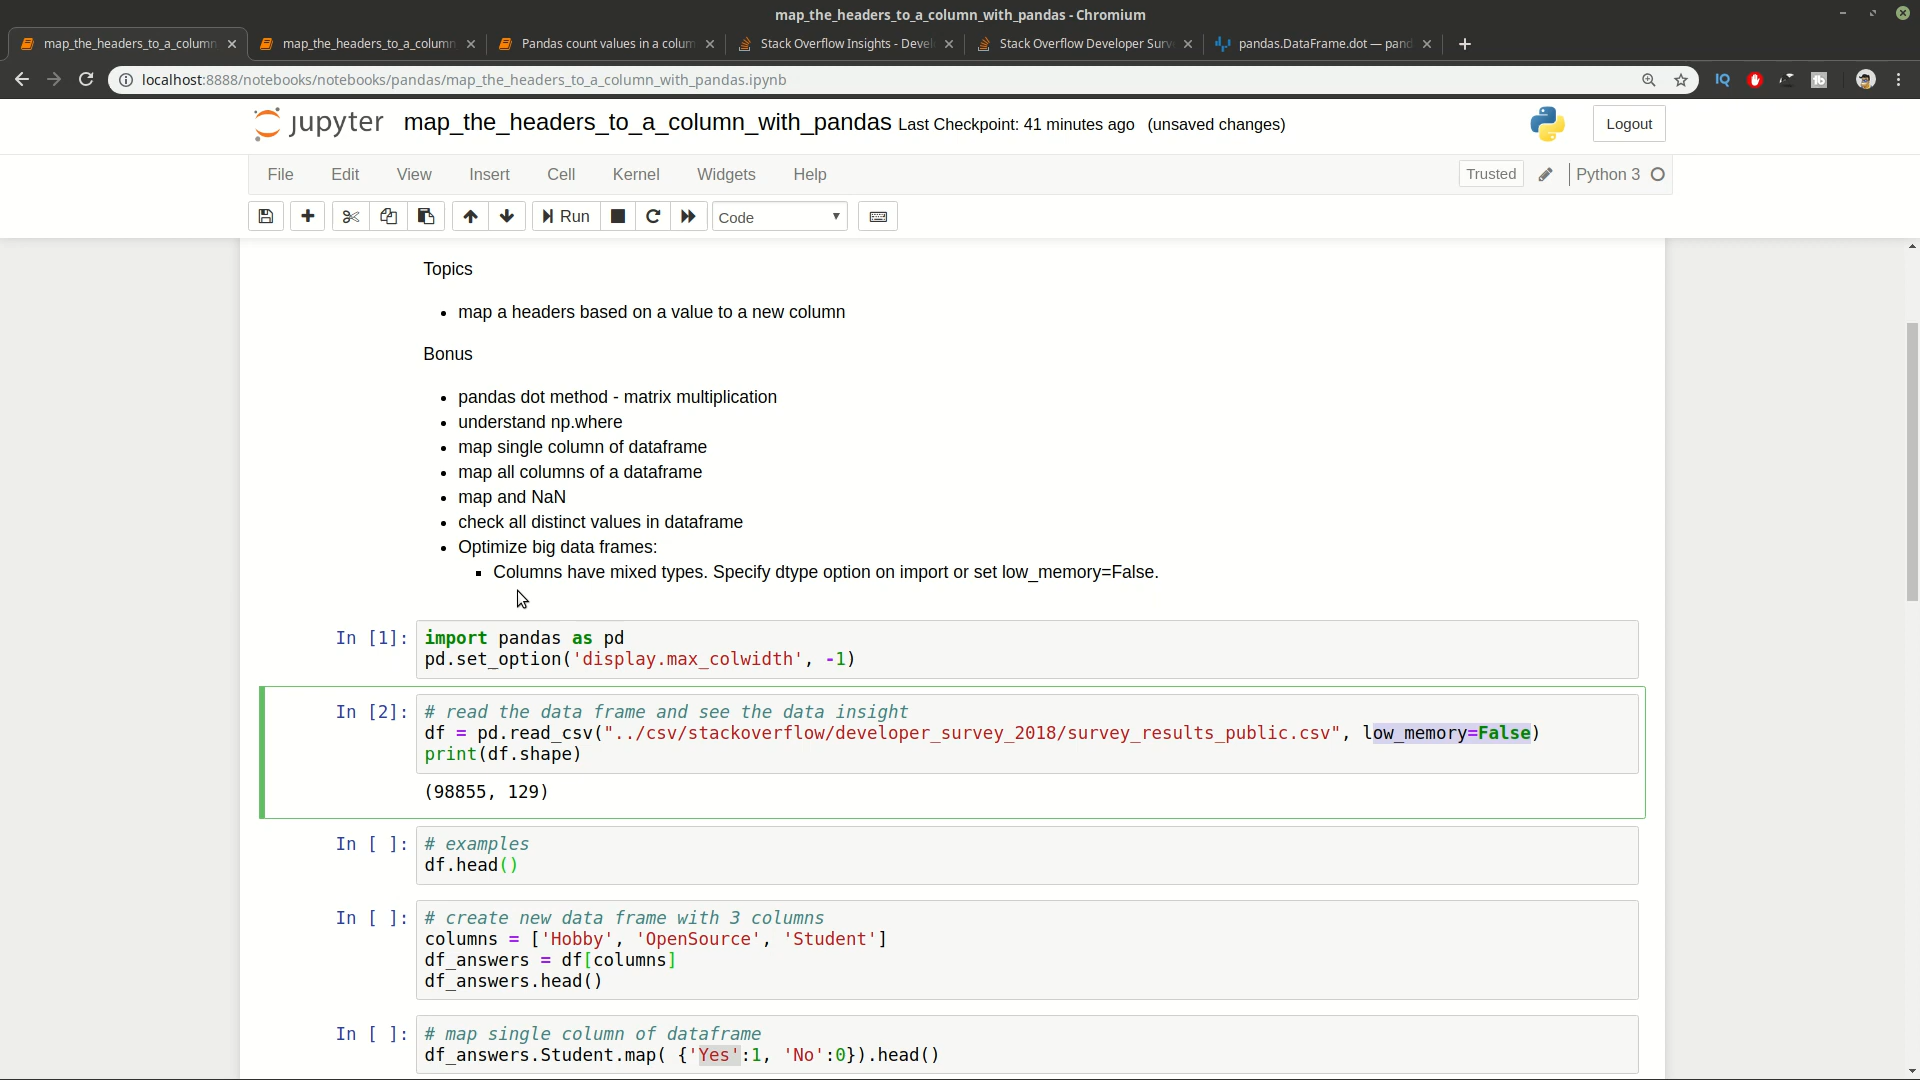 map_the_headers_to_a_column_with_pandas - Chromium
map_the_headers_to_a_column
map_the_headers_to_a_column
Pandas count values in a colum
Stack Overflow Insights - Devel
Stack Overflow Developer Surv
pandas.DataFrame.dot — pand
localhost:8888/notebooks/notebooks/pandas/map_the_headers_to_a_column_with_pandas.ipynb
IQ
tb
jupyter map_the_headers_to_a_column_with_pandas Last Checkpoint: 41 minutes ago (unsaved changes)
Logout
File Edit View Insert Cell Kernel Widgets Help
Trusted
Python 3
Run
Code
Topics
• map a headers based on a value to a new column
Bonus
• pandas dot method - matrix multiplication
• understand np.where
• map single column of dataframe
• map all columns of a dataframe
• map and NaN
• check all distinct values in dataframe
• Optimize big data frames:
▪ Columns have mixed types. Specify dtype option on import or set low_memory=False.
In [1]: import pandas as pd
pd.set_option('display.max_colwidth', -1)
In [2]: # read the data frame and see the data insight
df = pd.read_csv("../csv/stackoverflow/developer_survey_2018/survey_results_public.csv", low_memory=False)
print(df.shape)
(98855, 129)
In [ ]: # examples
df.head()
In [ ]: # create new data frame with 3 columns
columns = ['Hobby', 'OpenSource', 'Student']
df_answers = df[columns]
df_answers.head()
In [ ]: # map single column of dataframe
df_answers.Student.map( {'Yes':1, 'No':0}).head()